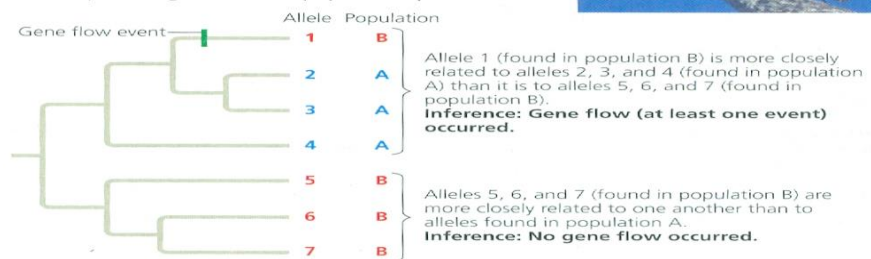 Allele Population
Gene flow event
1 B
2 A
3 A
4 A
5 B
6 B
7 B
Allele 1 (found in population B) is more closely
related to alleles 2, 3, and 4 (found in population
A) than it is to alleles 5, 6, and 7 (found in
population B).
Inference: Gene flow (at least one event)
occurred.
Alleles 5, 6, and 7 (found in population B) are
more closely related to one another than to
alleles found in population A.
Inference: No gene flow occurred.